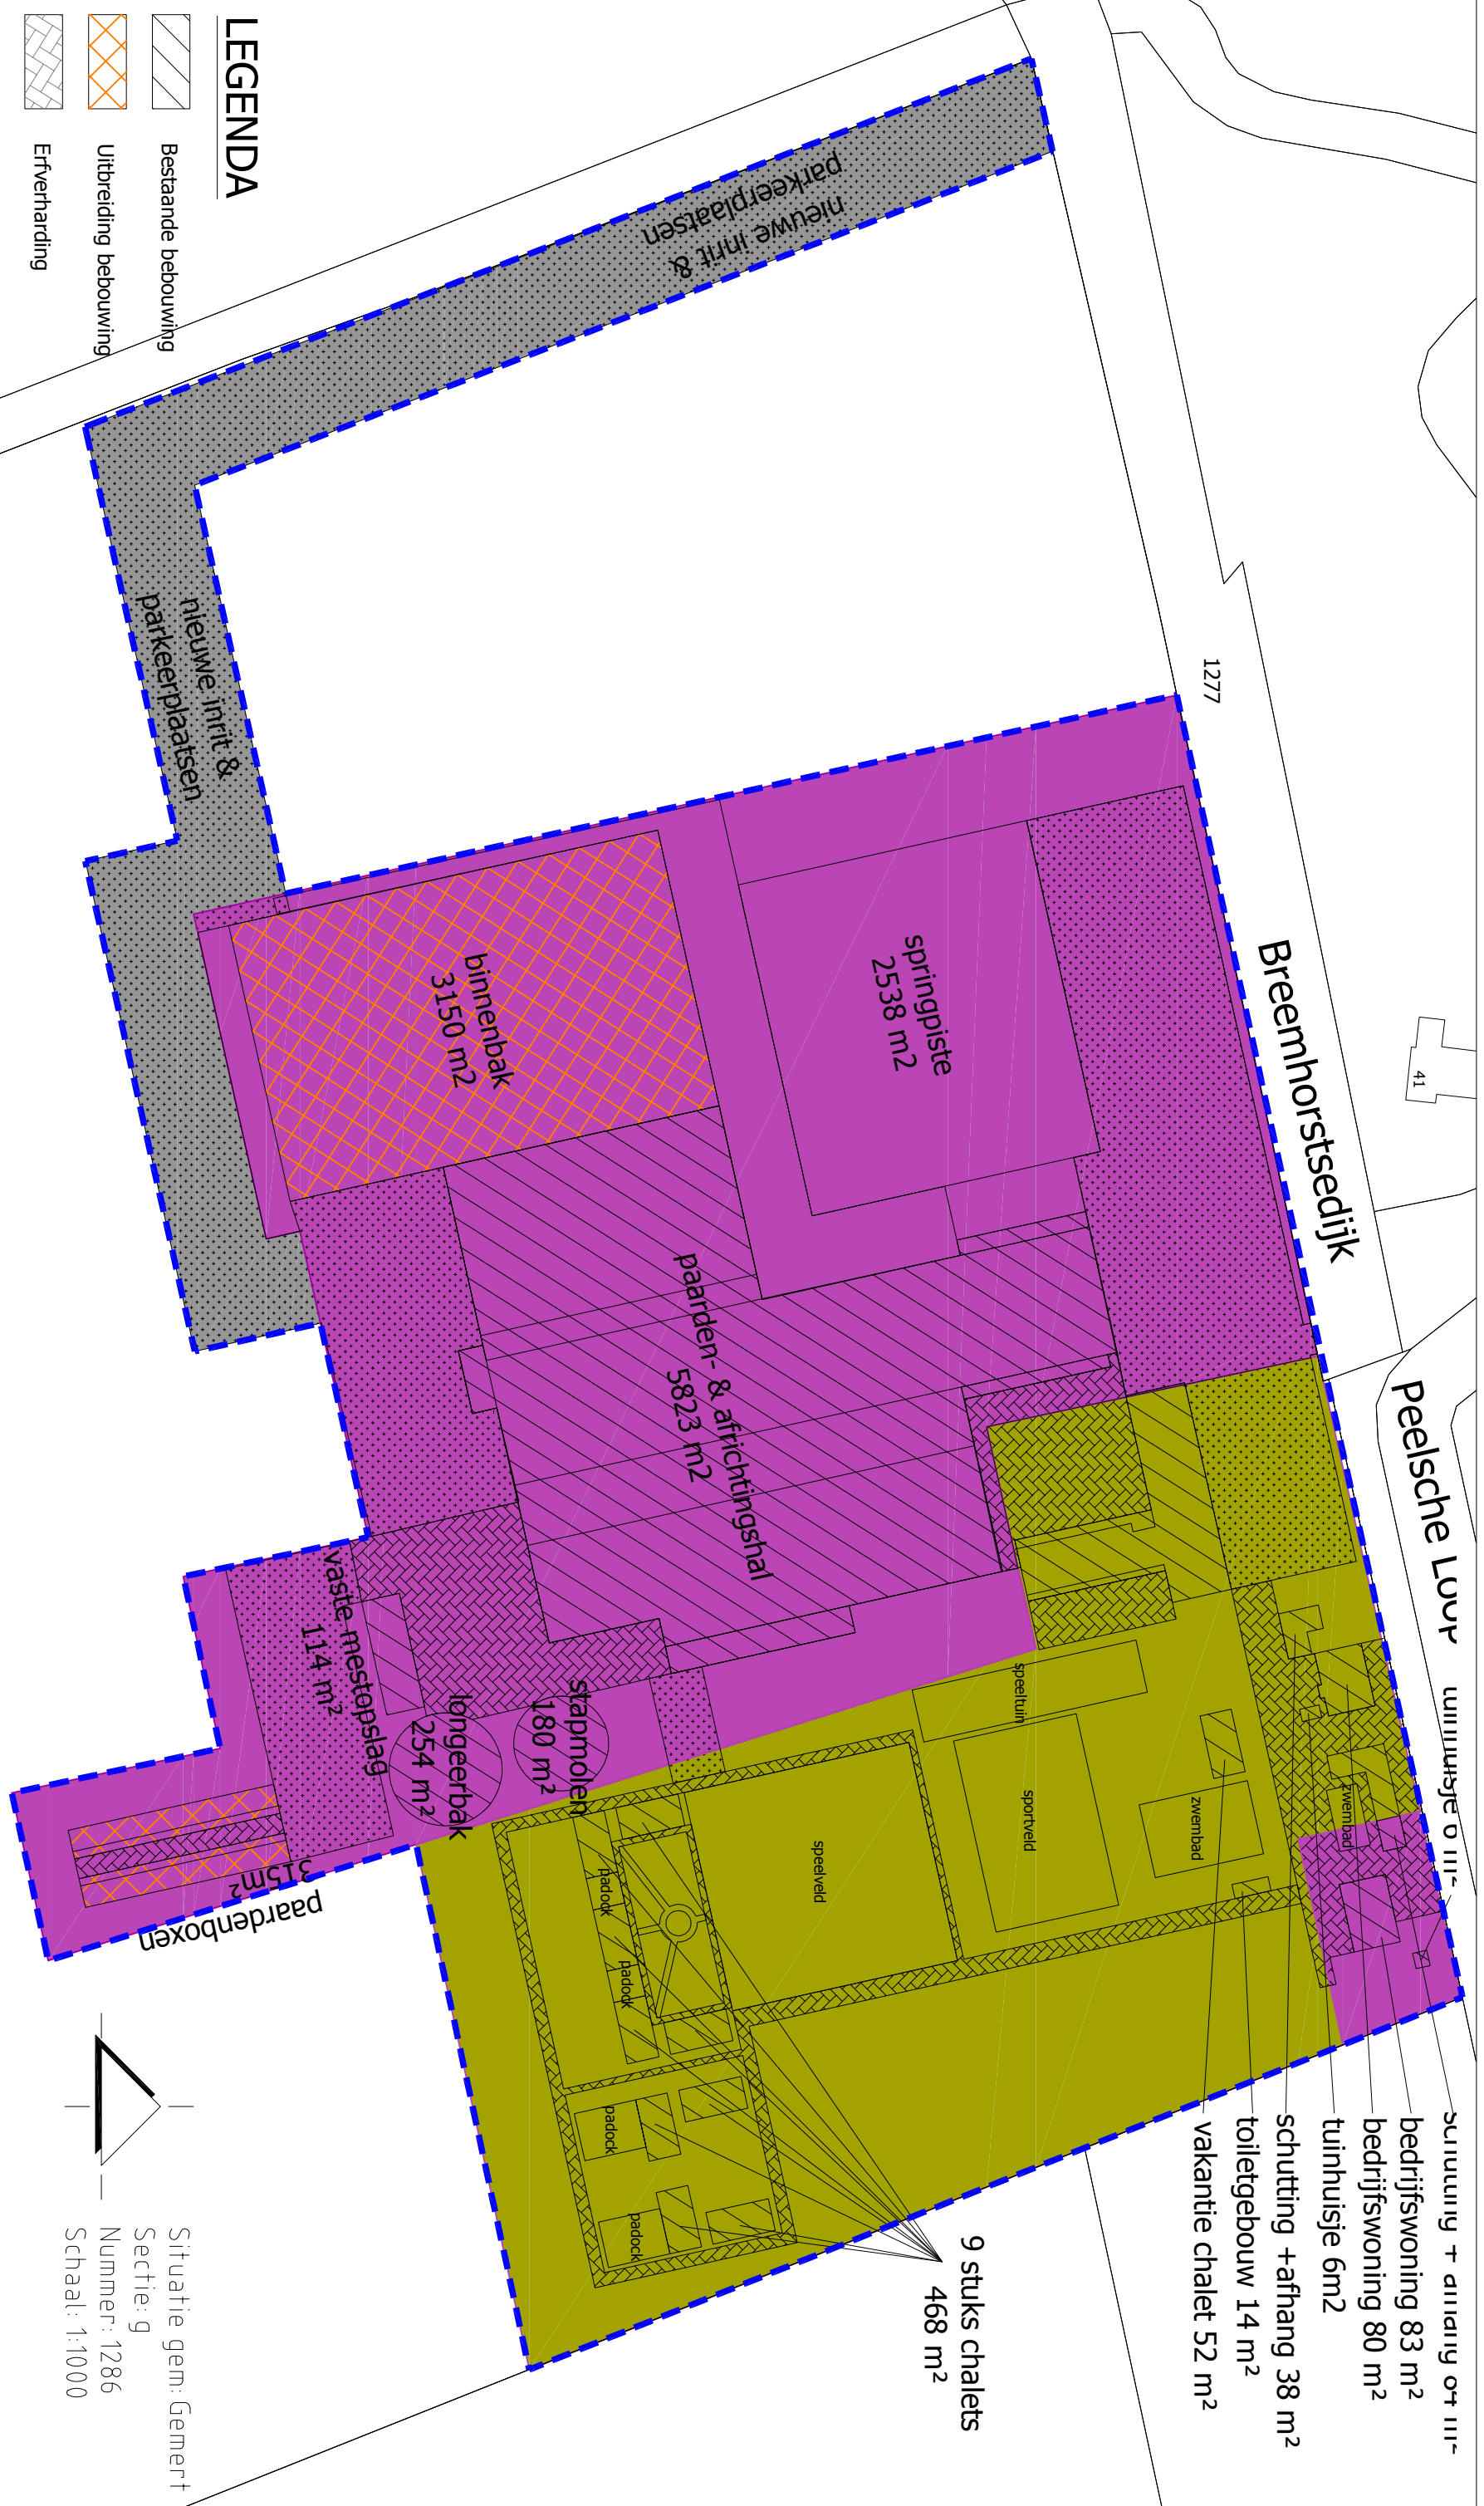 LEGENDA
Bestaande bebouwing
Uitbreiding bebouwing
Erfverharding
nieuwe inrit &
parkeerplaatsen
nieuwe inrit &
parkeerplaatsen
1277
Breemhorstsedijk
41
Peelsche
springpiste
2538 m2
binnenbak
3150 m2
paarden- & africhtingshal
5823 m2
vaste mestopslag
114 m²
longeerbak
254 m²
stapmolen
180 m²
315m²
paardenboxen
speeltuin
sportveld
zwembad
zwembad
speelveld
padock
padock
padock
padock
bedrijfswoning 83 m²
bedrijfswoning 80 m²
tuinhuisje 6m2
schutting +afhang 38 m²
toiletgebouw 14 m²
vakantie chalet 52 m²
9 stuks chalets
468 m²
Situatie gem: Gemert
Sectie: g
Nummer: 1286
Schaal: 1:1000